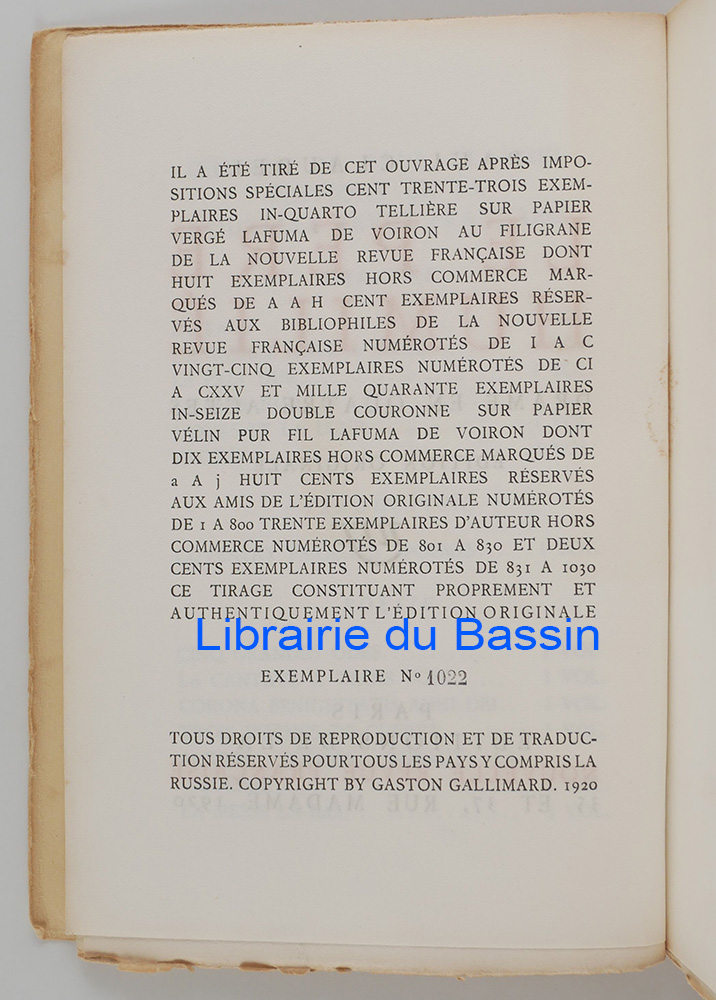 IL A ÉTÉ TIRÉ DE CET OUVRAGE APRÈS IMPO-
SITIONS SPÉCIALES CENT TRENTE-TROIS EXEM-
PLAIRES IN-QUARTO TELLIÈRE SUR PAPIER
VERGÉ LAFUMA DE VOIRON AU FILIGRANE
DE LA NOUVELLE REVUE FRANÇAISE DONT
HUIT EXEMPLAIRES HORS COMMERCE MAR-
QUÉS DE A A H CENT EXEMPLAIRES RÉSER-
VÉS AUX BIBLIOPHILES DE LA NOUVELLE
REVUE FRANÇAISE NUMÉROTÉS DE I A C
VINGT-CINQ EXEMPLAIRES NUMÉROTÉS DE CI
A CXXV ET MILLE QUARANTE EXEMPLAIRES
IN-SEIZE DOUBLE COURONNE SUR PAPIER
VÉLIN PUR FIL LAFUMA DE VOIRON DONT
DIX EXEMPLAIRES HORS COMMERCE MARQUÉS DE
a A j HUIT CENTS EXEMPLAIRES RÉSERVÉS
AUX AMIS DE L'ÉDITION ORIGINALE NUMÉROTÉS
DE 1 A 800 TRENTE EXEMPLAIRES D'AUTEUR HORS
COMMERCE NUMÉROTÉS DE 801 A 830 ET DEUX
CENTS EXEMPLAIRES NUMÉROTÉS DE 831 A 1030
CE TIRAGE CONSTITUANT PROPREMENT ET
AUTHENTIQUEMENT L'ÉDITION ORIGINALE
Librairie du Bassin
EXEMPLAIRE No 1022
TOUS DROITS DE REPRODUCTION ET DE TRADUC-
TION RÉSERVÉS POUR TOUS LES PAYS Y COMPRIS LA
RUSSIE. COPYRIGHT BY GASTON GALLIMARD. 1920